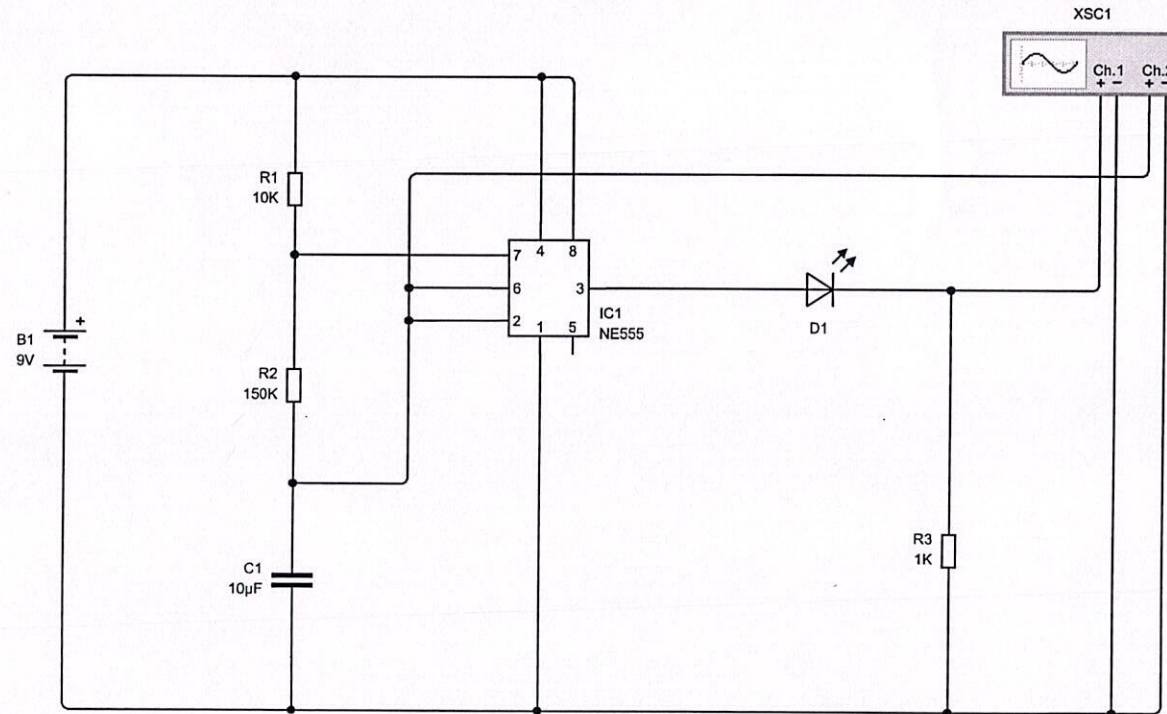 XSC1
Ch.1 Ch.2
+ − + −
R1
10K
7 4 8
6 3
2 1 5
IC1
NE555
D1
+
B1
9V
R2
150K
C1
10µF
R3
1K